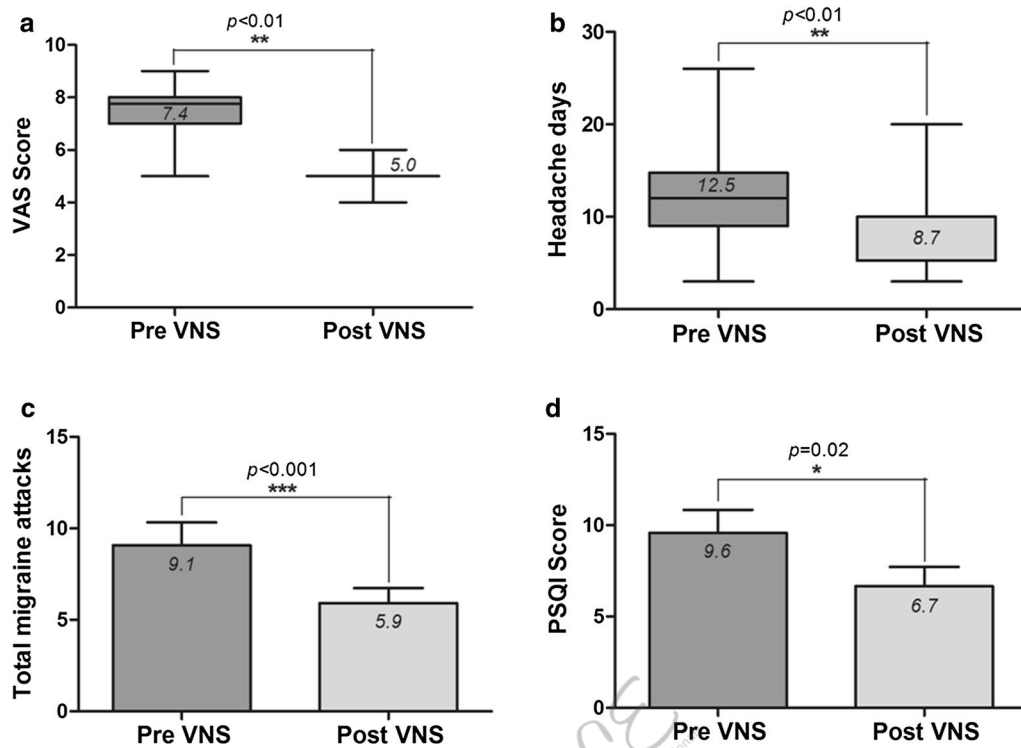 a
p<0.01
**
10
8
6
4
2
0
VAS Score
7.4
5.0
Pre VNS
Post VNS
b
p<0.01
**
30
20
10
0
Headache days
12.5
8.7
Pre VNS
Post VNS
c
p<0.001
***
15
10
5
0
Total migraine attacks
9.1
5.9
Pre VNS
Post VNS
d
p=0.02
*
15
10
5
0
PSQI Score
9.6
6.7
Pre VNS
Post VNS